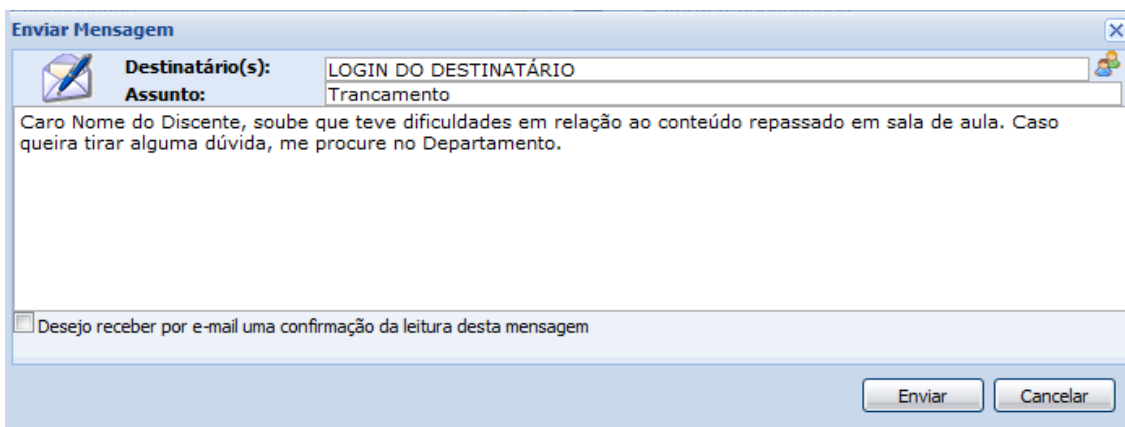 Enviar Mensagem
Destinatário(s): LOGIN DO DESTINATÁRIO
Assunto: Trancamento
Caro Nome do Discente, soube que teve dificuldades em relação ao conteúdo repassado em sala de aula. Caso
queira tirar alguma dúvida, me procure no Departamento.
Desejo receber por e-mail uma confirmação da leitura desta mensagem
Enviar Cancelar